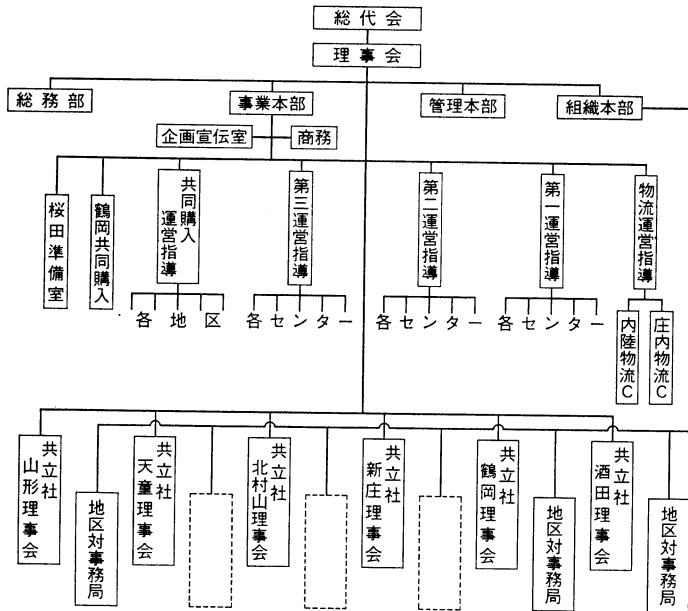 総代会
理事会
総務部
事業本部
管理本部
組織本部
企画宣伝室
商務
桜田準備室
鶴岡共同購入
共同購入
運営指導
第三運営指導
第二運営指導
第一運営指導
物流運営指導
各地区
各センター
各センター
各センター
内陸物流C
庄内物流C
共立社
山形理事会
地区対事務局
共立社
天童理事会
共立社
北村山理事会
共立社
新庄理事会
共立社
鶴岡理事会
地区対事務局
共立社
酒田理事会
地区対事務局